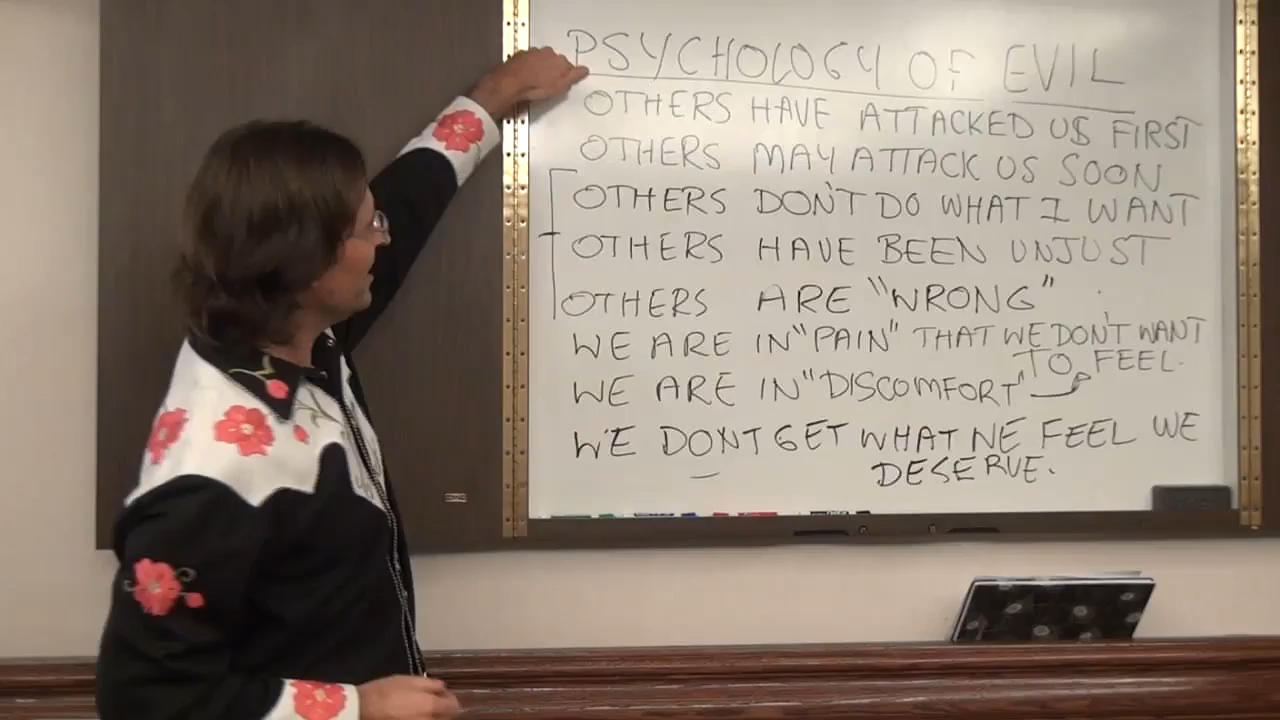 PSYCHOLOGY OF EVIL
OTHERS HAVE ATTACKED US FIRST
OTHERS MAY ATTACK US SOON
OTHERS DON'T DO WHAT I WANT
OTHERS HAVE BEEN UNJUST
OTHERS ARE "WRONG"
WE ARE IN "PAIN" THAT WE DON'T WANT
TO FEEL.
WE ARE IN "DISCOMFORT"
WE DONT GET WHAT WE FEEL WE
DESERVE.